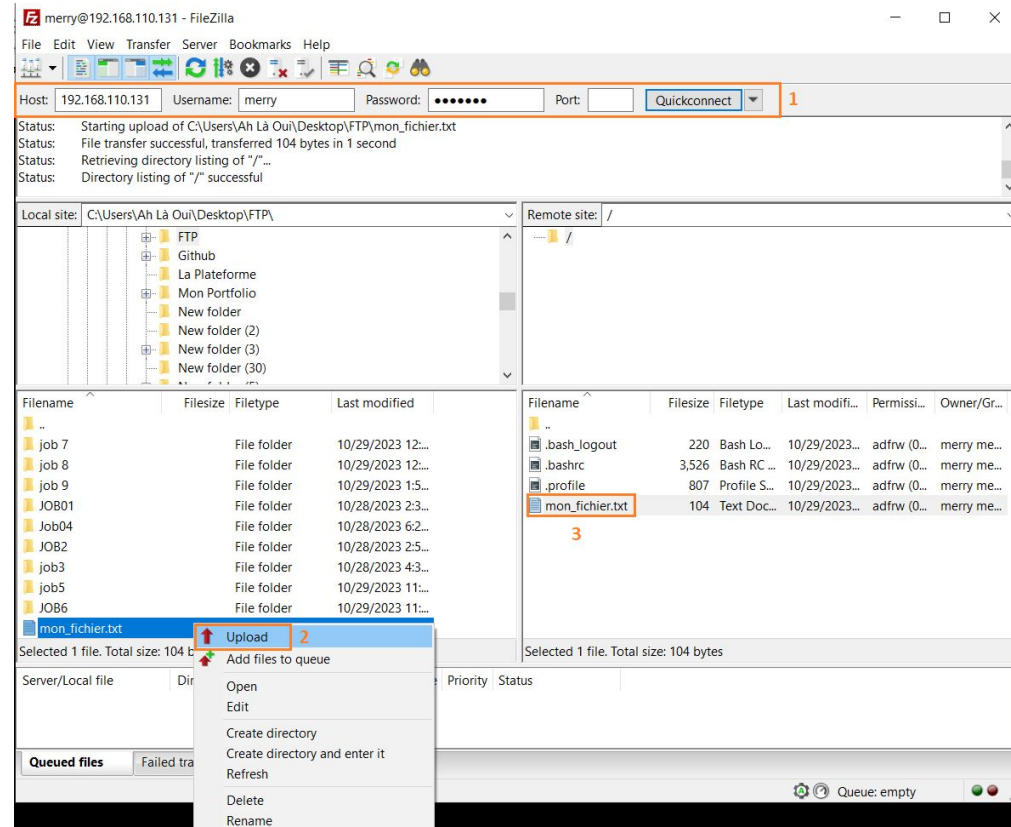 merry@192.168.110.131 - FileZilla
File Edit View Transfer Server Bookmarks Help
Host: 192.168.110.131 Username: merry Password: ●●●●●●● Port: Quickconnect 1
Status: Starting upload of C:\Users\Ah Là Oui\Desktop\FTP\mon_fichier.txt
Status: File transfer successful, transferred 104 bytes in 1 second
Status: Retrieving directory listing of "/"...
Status: Directory listing of "/" successful
Local site: C:\Users\Ah Là Oui\Desktop\FTP\
FTP
Github
La Plateforme
Mon Portfolio
New folder
New folder (2)
New folder (3)
New folder (30)
Remote site: /
/
Filename Filesize Filetype Last modified
..
job 7 File folder 10/29/2023 12:...
job 8 File folder 10/29/2023 12:...
job 9 File folder 10/29/2023 1:5...
JOB01 File folder 10/28/2023 2:3...
Job04 File folder 10/28/2023 6:2...
JOB2 File folder 10/28/2023 2:5...
job3 File folder 10/28/2023 4:3...
job5 File folder 10/29/2023 11:...
JOB6 File folder 10/29/2023 11:...
mon_fichier.txt
Selected 1 file. Total size: 104 b
Filename Filesize Filetype Last modifi... Permissi... Owner/Gr...
..
.bash_logout 220 Bash Lo... 10/29/2023... adfrw (0... merry me...
.bashrc 3,526 Bash RC ... 10/29/2023... adfrw (0... merry me...
.profile 807 Profile S... 10/29/2023... adfrw (0... merry me...
mon_fichier.txt 104 Text Doc... 10/29/2023... adfrw (0... merry me...
3
Selected 1 file. Total size: 104 bytes
Upload 2
Add files to queue
Open
Edit
Create directory
Create directory and enter it
Refresh
Delete
Rename
Server/Local file Dir Priority Status
Queued files Failed tra
Queue: empty